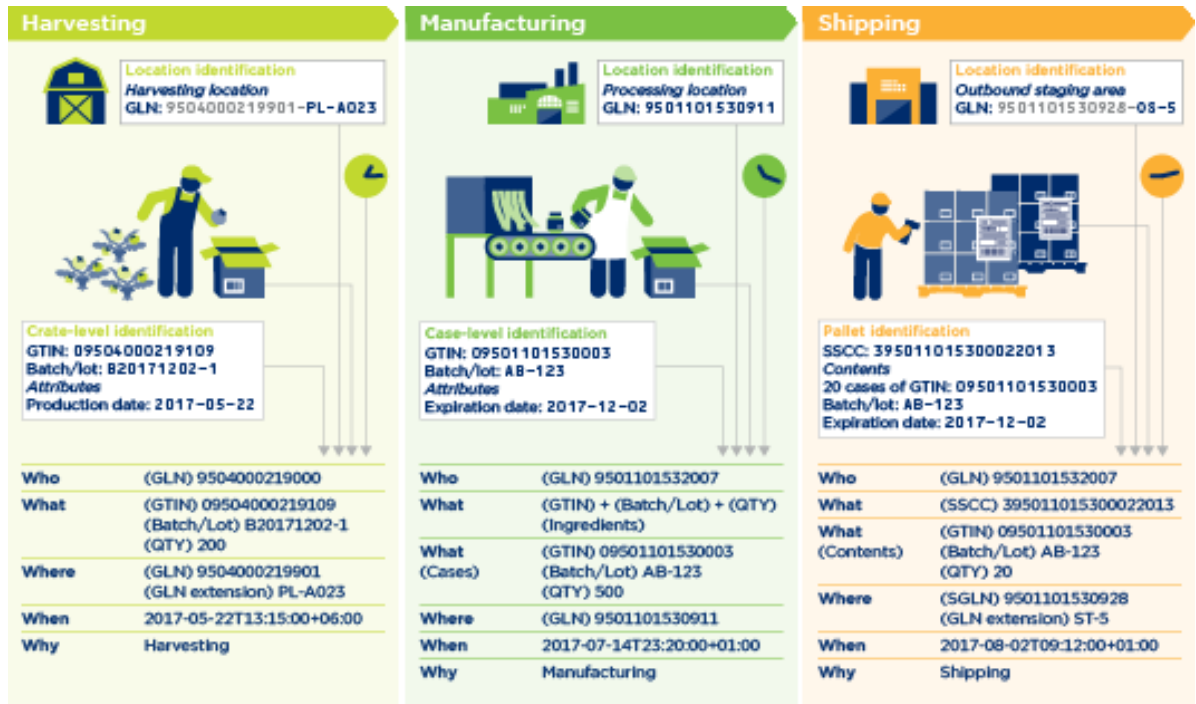 Harvesting
Location identification
Harvesting location
GLN: 9504000219901-PL-A023
Crate-level identification
GTIN: 09504000219109
Batch/lot: B20171202-1
Attributes
Production date: 2017-05-22
Who (GLN) 9504000219000
What (GTIN) 09504000219109
(Batch/Lot) B20171202-1
(QTY) 200
Where (GLN) 9504000219901
(GLN extension) PL-A023
When 2017-05-22T13:15:00+06:00
Why Harvesting
Manufacturing
Location identification
Processing location
GLN: 9501101530911
Case-level identification
GTIN: 09501101530003
Batch/lot: AB-123
Attributes
Expiration date: 2017-12-02
Who (GLN) 9501101532007
What (GTIN) + (Batch/Lot) + (QTY)
(Ingredients)
What (GTIN) 09501101530003
(Cases) (Batch/Lot) AB-123
(QTY) 500
Where (GLN) 9501101530911
When 2017-07-14T23:20:00+01:00
Why Manufacturing
Shipping
Location identification
Outbound staging area
GLN: 9501101530928-OS-5
Pallet identification
SSCC: 395011015300022013
Contents
20 cases of GTIN: 09501101530003
Batch/lot: AB-123
Expiration date: 2017-12-02
Who (GLN) 9501101532007
What (SSCC) 395011015300022013
What (GTIN) 09501101530003
(Contents) (Batch/Lot) AB-123
(QTY) 20
Where (SGLN) 9501101530928
(GLN extension) ST-5
When 2017-08-02T09:12:00+01:00
Why Shipping